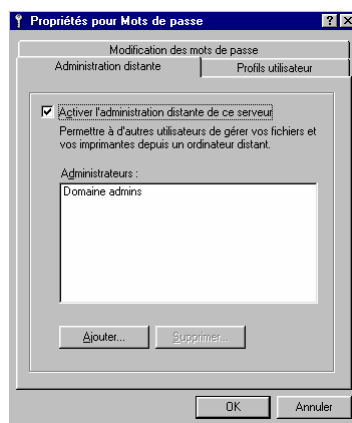 Propriétés pour Mots de passe
Modification des mots de passe
Administration distante
Profils utilisateur
Activer l'administration distante de ce serveur
Permettre à d'autres utilisateurs de gérer vos fichiers et
vos imprimantes depuis un ordinateur distant.
Administrateurs :
Domaine admins
Ajouter...
Supprimer...
OK
Annuler